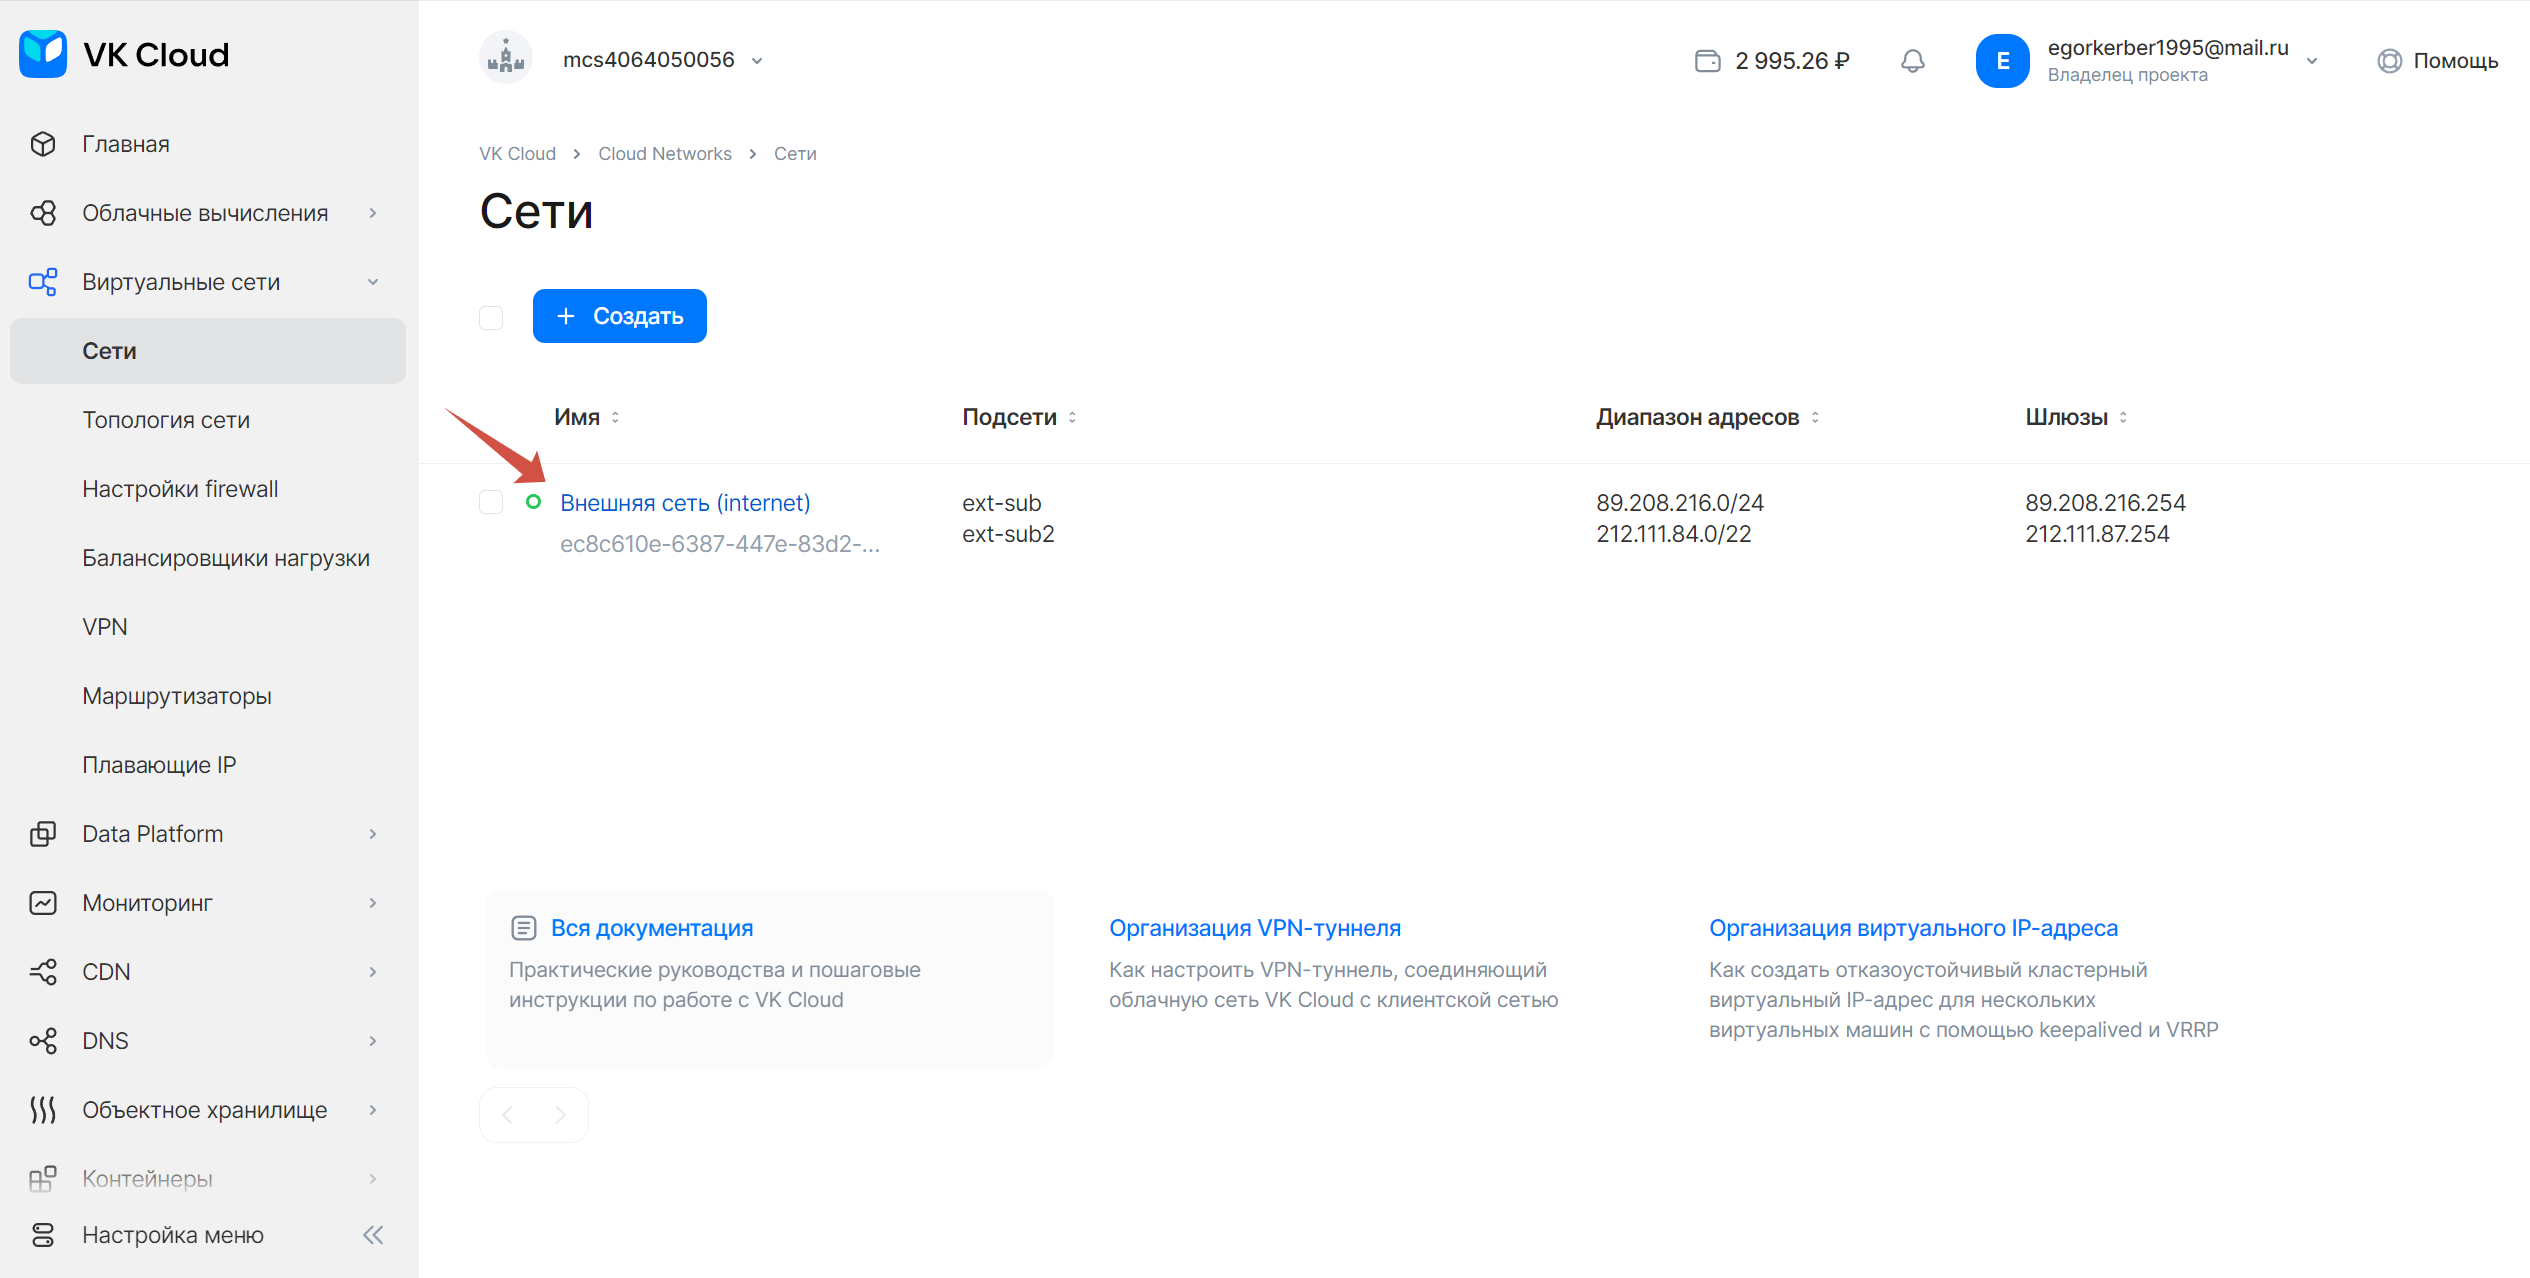 VK Cloud
Главная
Облачные вычисления
Виртуальные сети
Сети
Топология сети
Настройки firewall
Балансировщики нагрузки
VPN
Маршрутизаторы
Плавающие IP
Data Platform
Мониторинг
CDN
DNS
Объектное хранилище
Контейнеры
Настройка меню
mcs4064050056
2 995.26 ₽
E
egorkerber1995@mail.ru
Владелец проекта
Помощь
VK Cloud > Cloud Networks > Сети
Сети
+ Создать
Имя Подсети Диапазон адресов Шлюзы
Внешняя сеть (internet) ext-sub 89.208.216.0/24 89.208.216.254
ec8c610e-6387-447e-83d2-... ext-sub2 212.111.84.0/22 212.111.87.254
Вся документация
Практические руководства и пошаговые
инструкции по работе с VK Cloud
Организация VPN-туннеля
Как настроить VPN-туннель, соединяющий
облачную сеть VK Cloud с клиентской сетью
Организация виртуального IP-адреса
Как создать отказоустойчивый кластерный
виртуальный IP-адрес для нескольких
виртуальных машин с помощью keepalived и VRRP